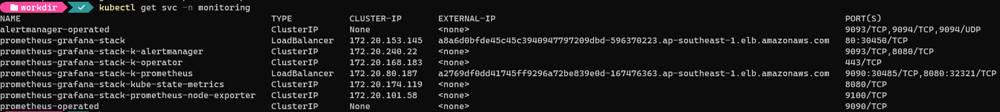 workdir ✓ kubectl get svc -n monitoring
NAME TYPE CLUSTER-IP EXTERNAL-IP PORT(S)
alertmanager-operated ClusterIP None <none> 9093/TCP,9094/TCP,9094/UDP
prometheus-grafana-stack LoadBalancer 172.20.153.145 a8a6d0bfde45c45c3940947797209dbd-596370223.ap-southeast-1.elb.amazonaws.com 80:30450/TCP
prometheus-grafana-stack-k-alertmanager ClusterIP 172.20.240.22 <none> 9093/TCP,8080/TCP
prometheus-grafana-stack-k-operator ClusterIP 172.20.168.183 <none> 443/TCP
prometheus-grafana-stack-k-prometheus LoadBalancer 172.20.80.187 a2769df0dd41745ff9296a72be839e0d-167476363.ap-southeast-1.elb.amazonaws.com 9090:30485/TCP,8080:32321/TCP
prometheus-grafana-stack-kube-state-metrics ClusterIP 172.20.174.119 <none> 8080/TCP
prometheus-grafana-stack-prometheus-node-exporter ClusterIP 172.20.101.58 <none> 9100/TCP
prometheus-operated ClusterIP None <none> 9090/TCP